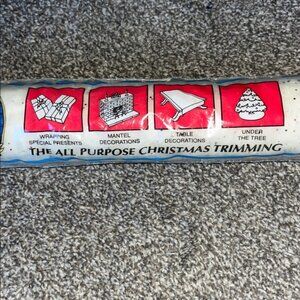 WRAPPING
SPECIAL PRESENTS
MANTEL
DECORATIONS
TABLE
DECORATIONS
UNDER
THE TREE
THE ALL PURPOSE CHRISTMAS TRIMMING